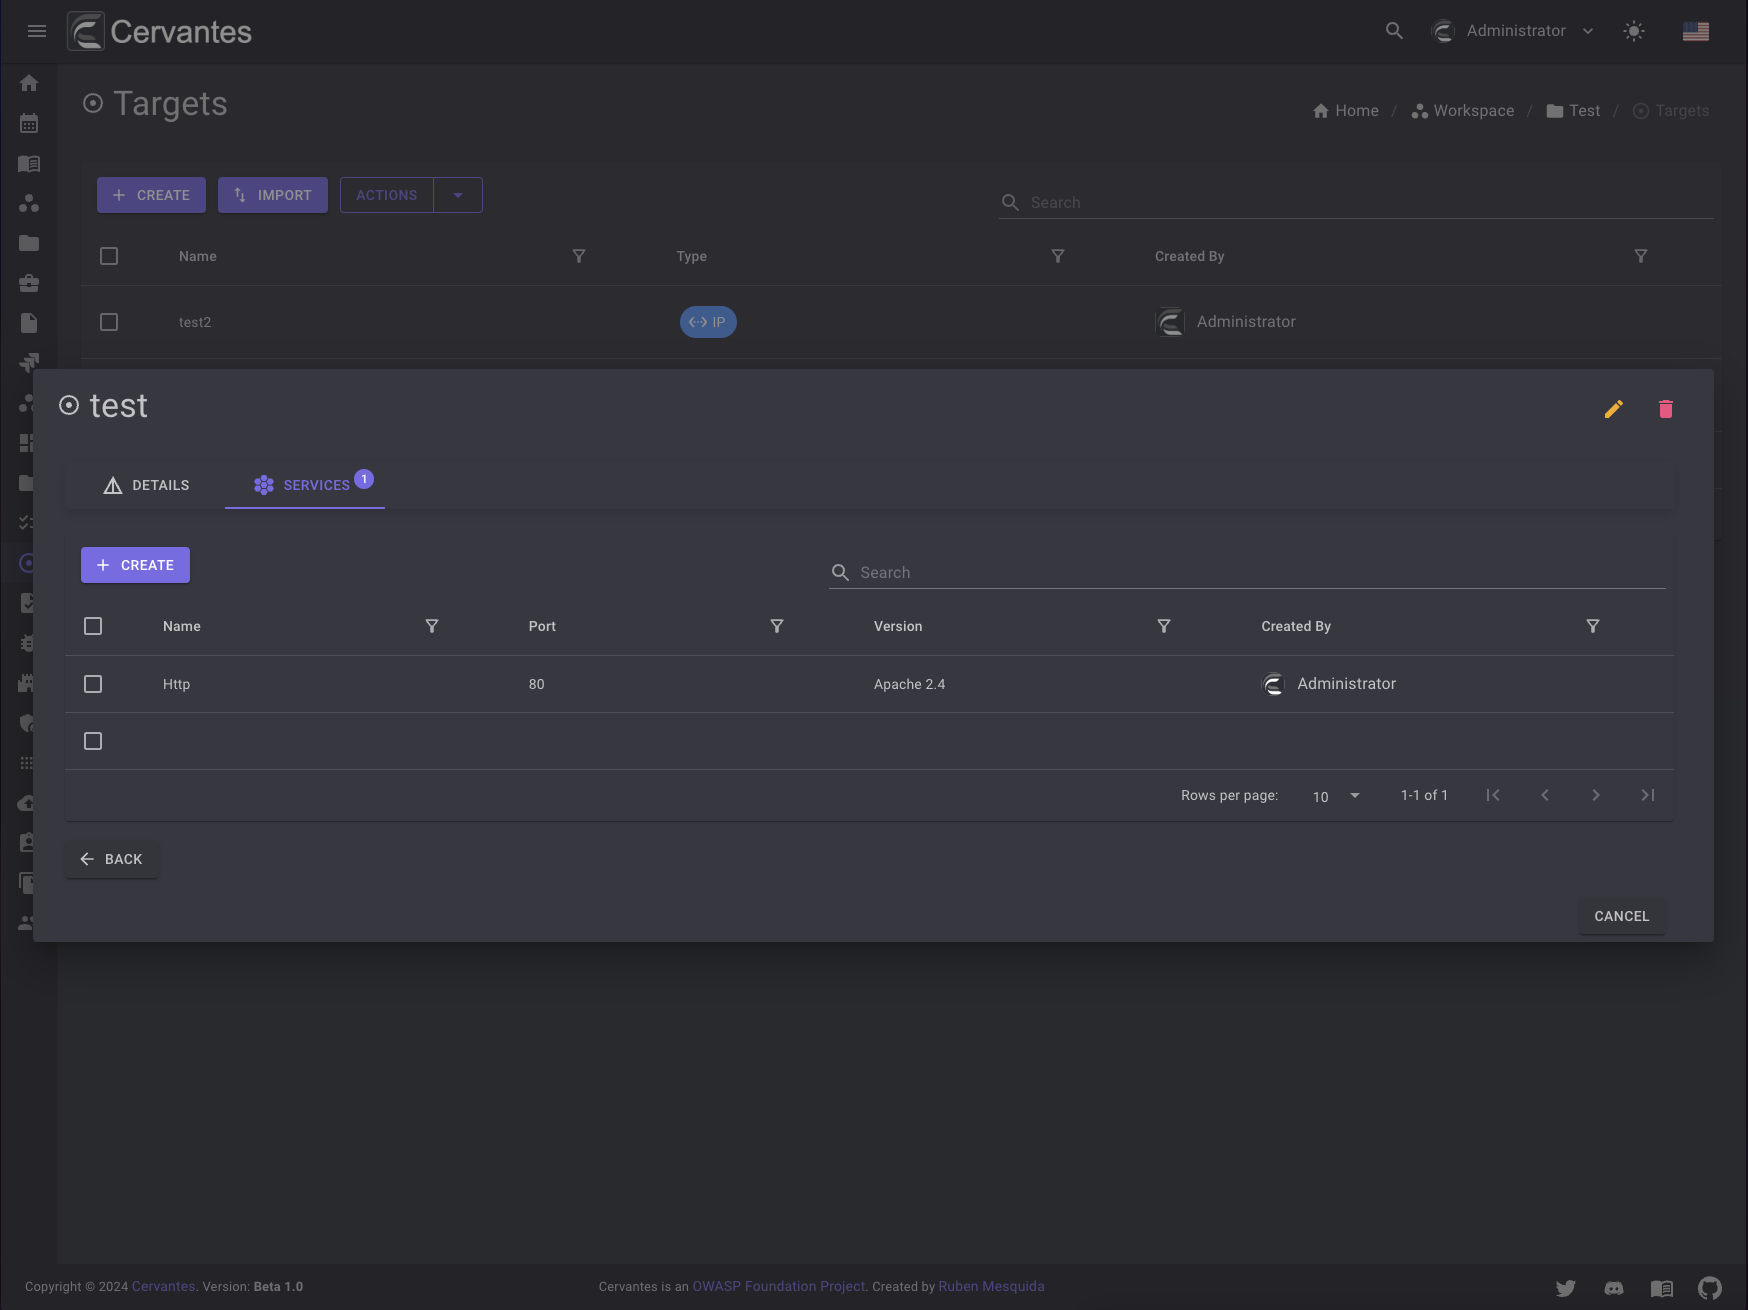 Cervantes
Administrator
Targets
Home / Workspace / Test / Targets
CREATE IMPORT ACTIONS
Search
Name Type Created By
test2 IP Administrator
test
DETAILS SERVICES 1
CREATE
Search
Name Port Version Created By
Http 80 Apache 2.4 Administrator
Rows per page: 10 1-1 of 1
BACK
CANCEL
Copyright © 2024 Cervantes. Version: Beta 1.0
Cervantes is an OWASP Foundation Project. Created by Ruben Mesquida